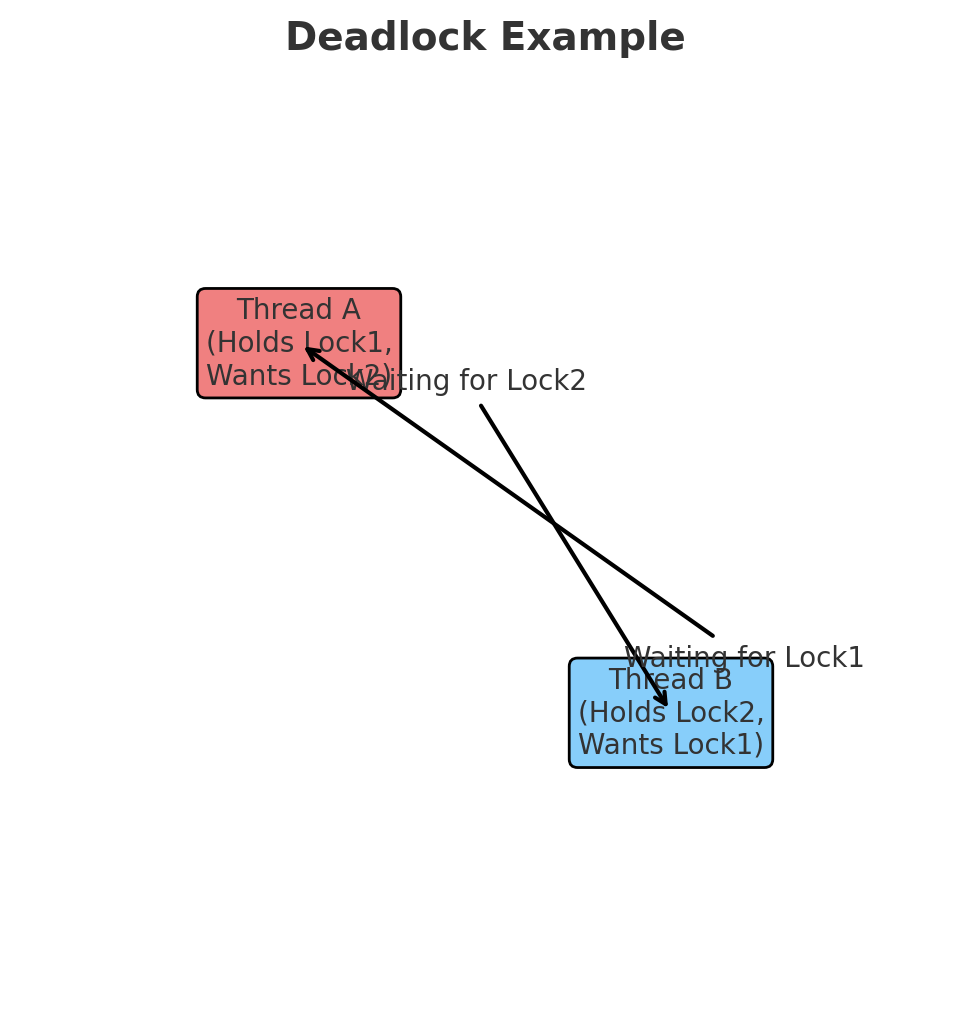 Deadlock Example
Thread A
(Holds Lock1,
Wants Lock2)
Waiting for Lock2
Waiting for Lock1
Thread B
(Holds Lock2,
Wants Lock1)